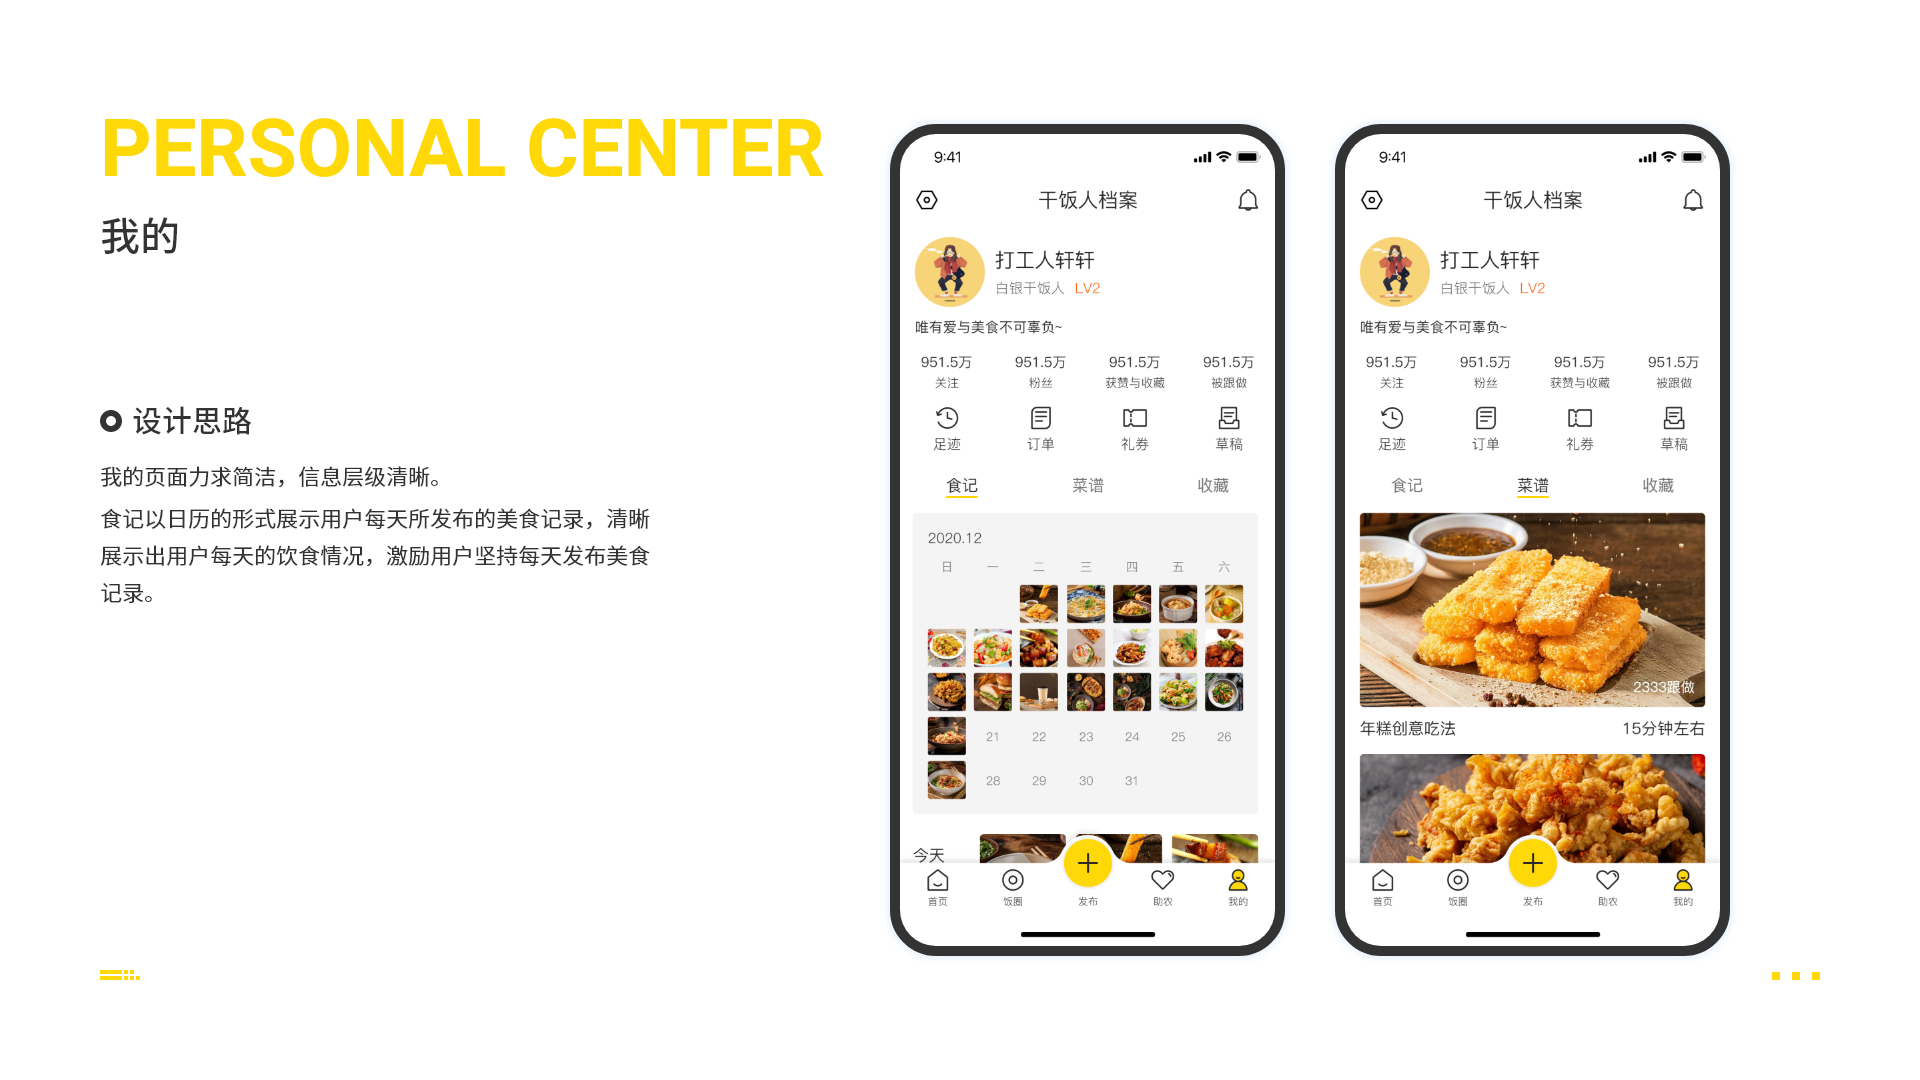 PERSONAL CENTER
我的
设计思路
我的页面力求简洁，信息层级清晰。
食记以日历的形式展示用户每天所发布的美食记录，清晰
展示出用户每天的饮食情况，激励用户坚持每天发布美食
记录。
9:41
干饭人档案
打工人轩轩
白银干饭人 LV2
唯有爱与美食不可辜负~
951.5万 951.5万 951.5万 951.5万
关注 粉丝 获赞与收藏 被跟做
足迹 订单 礼券 草稿
食记 菜谱 收藏
2020.12
日 一 二 三 四 五 六
21 22 23 24 25 26
28 29 30 31
今天
首页 饭圈 发布 助农 我的
9:41
干饭人档案
打工人轩轩
白银干饭人 LV2
唯有爱与美食不可辜负~
951.5万 951.5万 951.5万 951.5万
关注 粉丝 获赞与收藏 被跟做
足迹 订单 礼券 草稿
食记 菜谱 收藏
2333跟做
年糕创意吃法 15分钟左右
首页 饭圈 发布 助农 我的